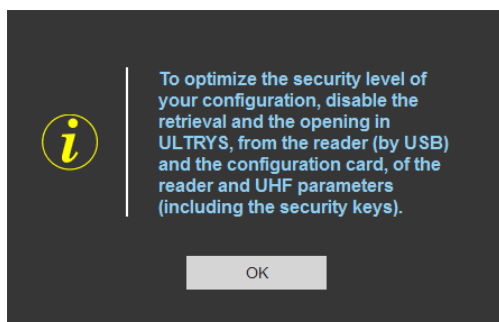 i
To optimize the security level of
your configuration, disable the
retrieval and the opening in
ULTRYS, from the reader (by USB)
and the configuration card, of the
reader and UHF parameters
(including the security keys).
OK